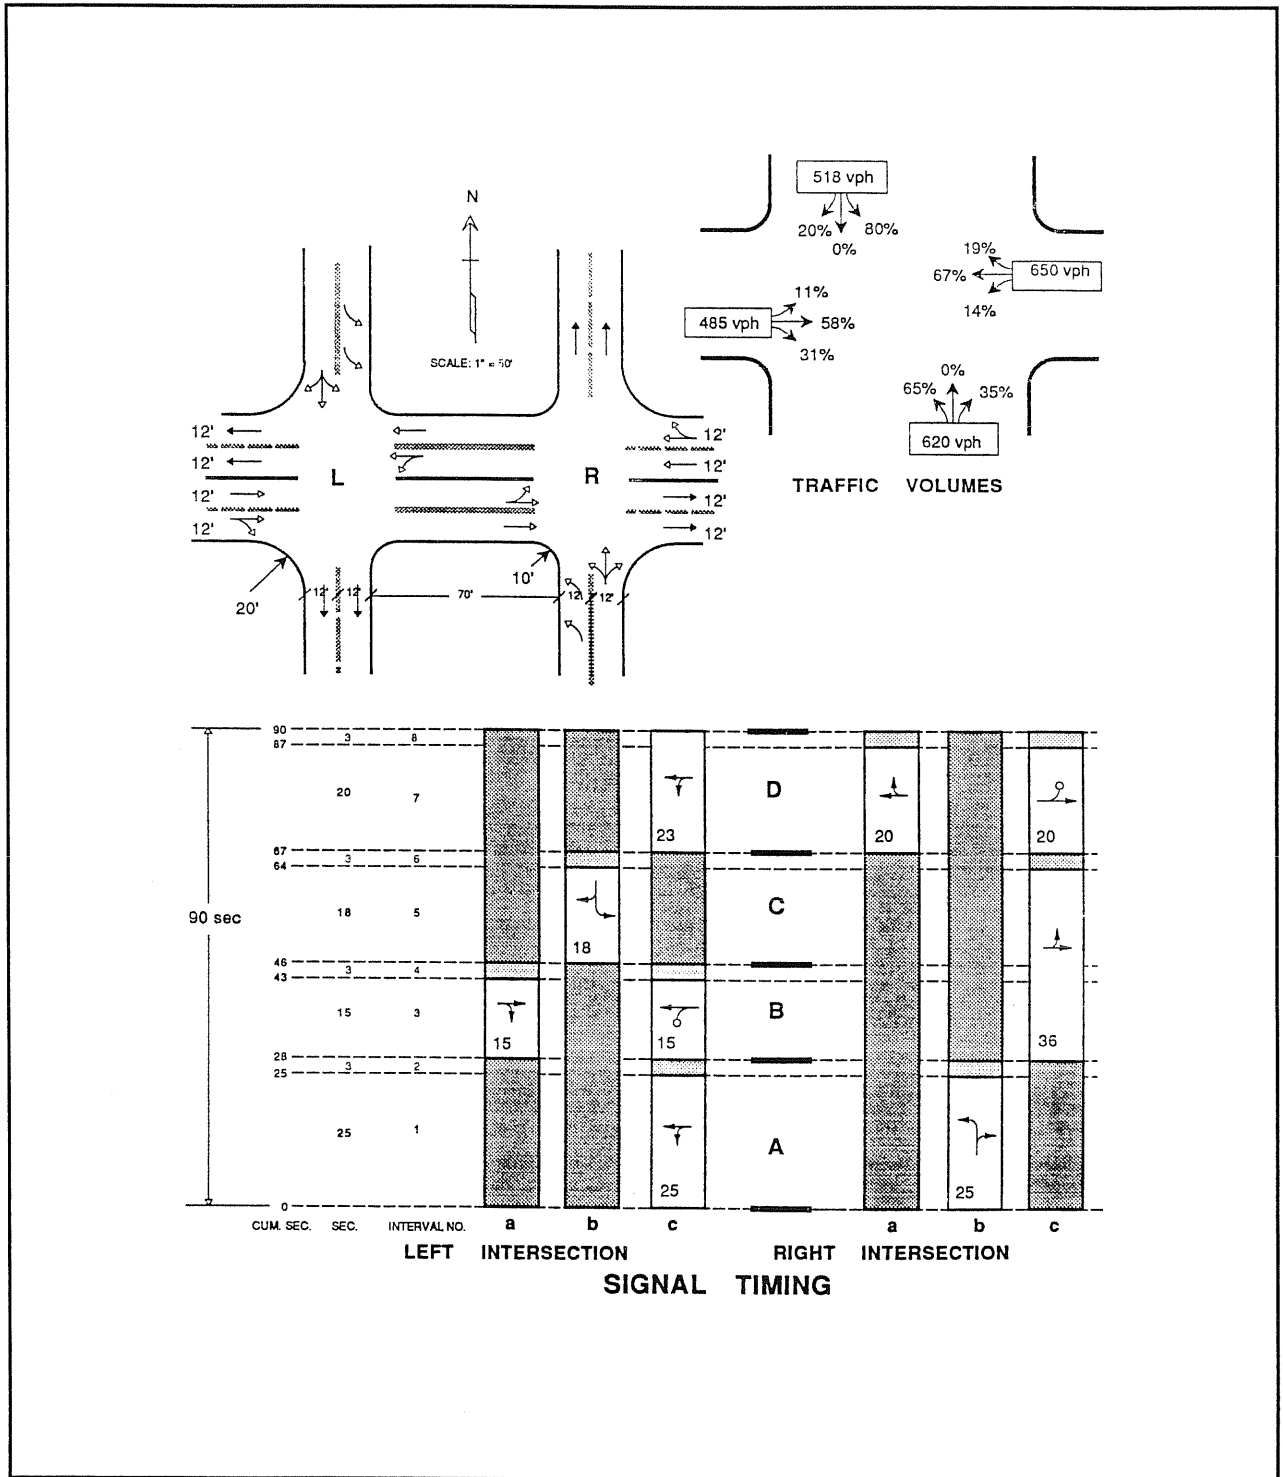 518 vph
N
20% 80%
0%
19%
650 vph
67%
14%
11%
485 vph 58%
31%
SCALE: 1" = 50'
0%
65% 35%
620 vph
12' 12'
12' 12'
L R
12' 12'
12' 12'
TRAFFIC VOLUMES
20'
12' 12'
70'
10'
12' 12'
90
3 8
87
20 7
D
23 20 20
67
3 6
64
90 sec
18 5
C
18
46
3 4
43
15 3
B
15 15 36
28
3 2
25
25 1
A
25 25
0
CUM. SEC. SEC. INTERVAL NO. a b c a b c
LEFT INTERSECTION RIGHT INTERSECTION
SIGNAL TIMING